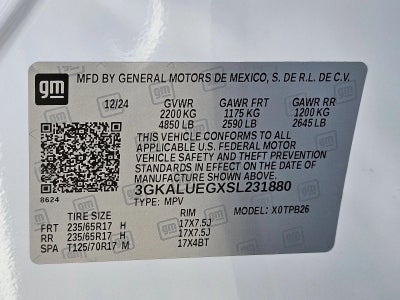 gm
MFD BY GENERAL MOTORS DE MEXICO, S. DE R.L. DE C.V.
12/24 GVWR GAWR FRT GAWR RR
2200 KG 1175 KG 1200 KG
4850 LB 2590 LB 2645 LB
THIS VEHICLE CONFORMS TO ALL
APPLICABLE U.S. FEDERAL MOTOR
VEHICLE SAFETY AND THEFT PREVENTION
STANDARDS IN EFFECT ON THE DATE OF
MANUFACTURE SHOWN ABOVE.
3GKALUEGXSL231880
8624 TYPE: MPV MODEL: X0TPB26
TIRE SIZE RIM
FRT 235/65R17 H 17X7.5J
RR 235/65R17 H 17X7.5J
SPA T125/70R17 M 17X4BT